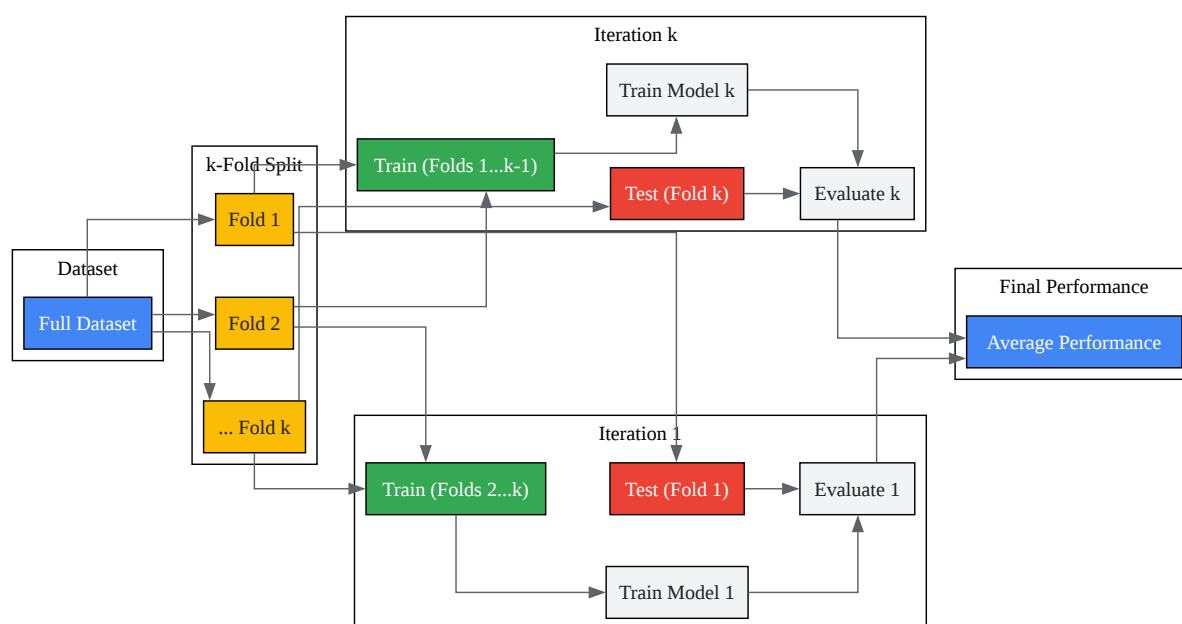 Dataset
Full Dataset
k-Fold Split
Fold 1
Fold 2
... Fold k
Iteration k
Train Model k
Train (Folds 1...k-1)
Test (Fold k)
Evaluate k
Iteration 1
Train (Folds 2...k)
Test (Fold 1)
Evaluate 1
Train Model 1
Final Performance
Average Performance